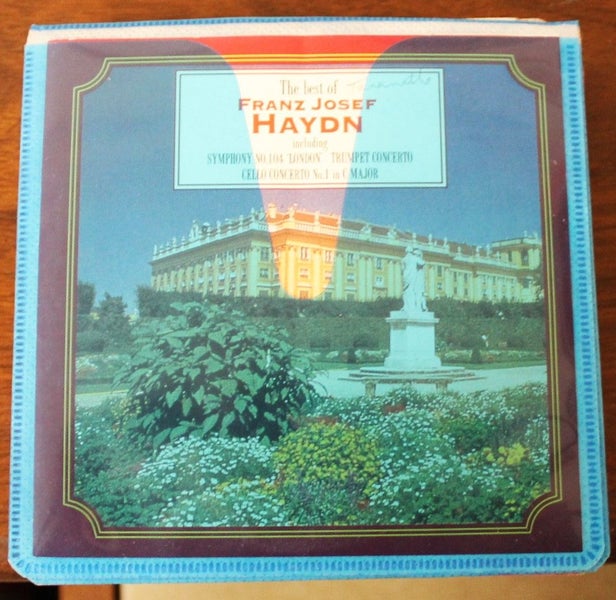 The best of
FRANZ JOSEF
HAYDN
including
SYMPHONY NO. 104 'LONDON' TRUMPET CONCERTO
CELLO CONCERTO No. 1 in C MAJOR